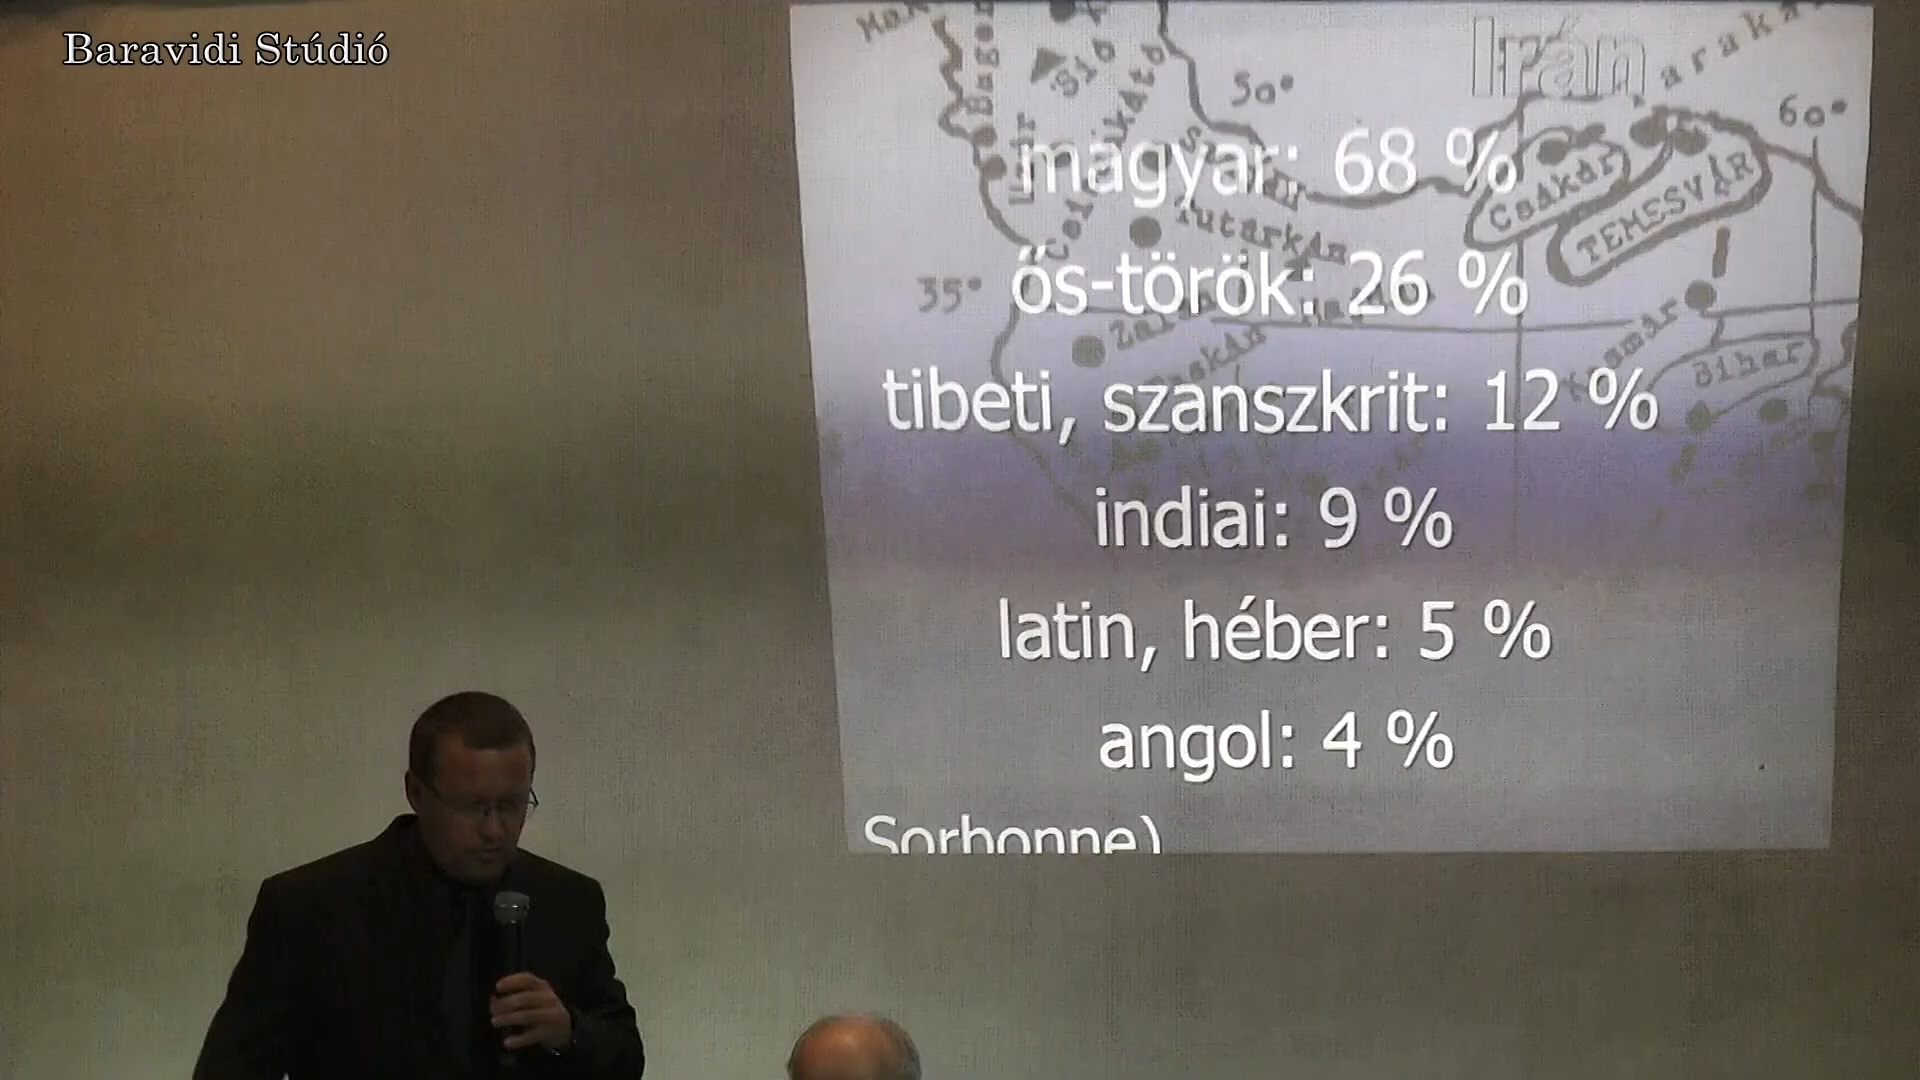 Baravidi Stúdió
Irán
50°
60°
Csákár
TEMESVÁR
Tutárkán
35°
Bihar
magyar: 68 %
ős-török: 26 %
tibeti, szanszkrit: 12 %
indiai: 9 %
latin, héber: 5 %
angol: 4 %
Sorbonne)